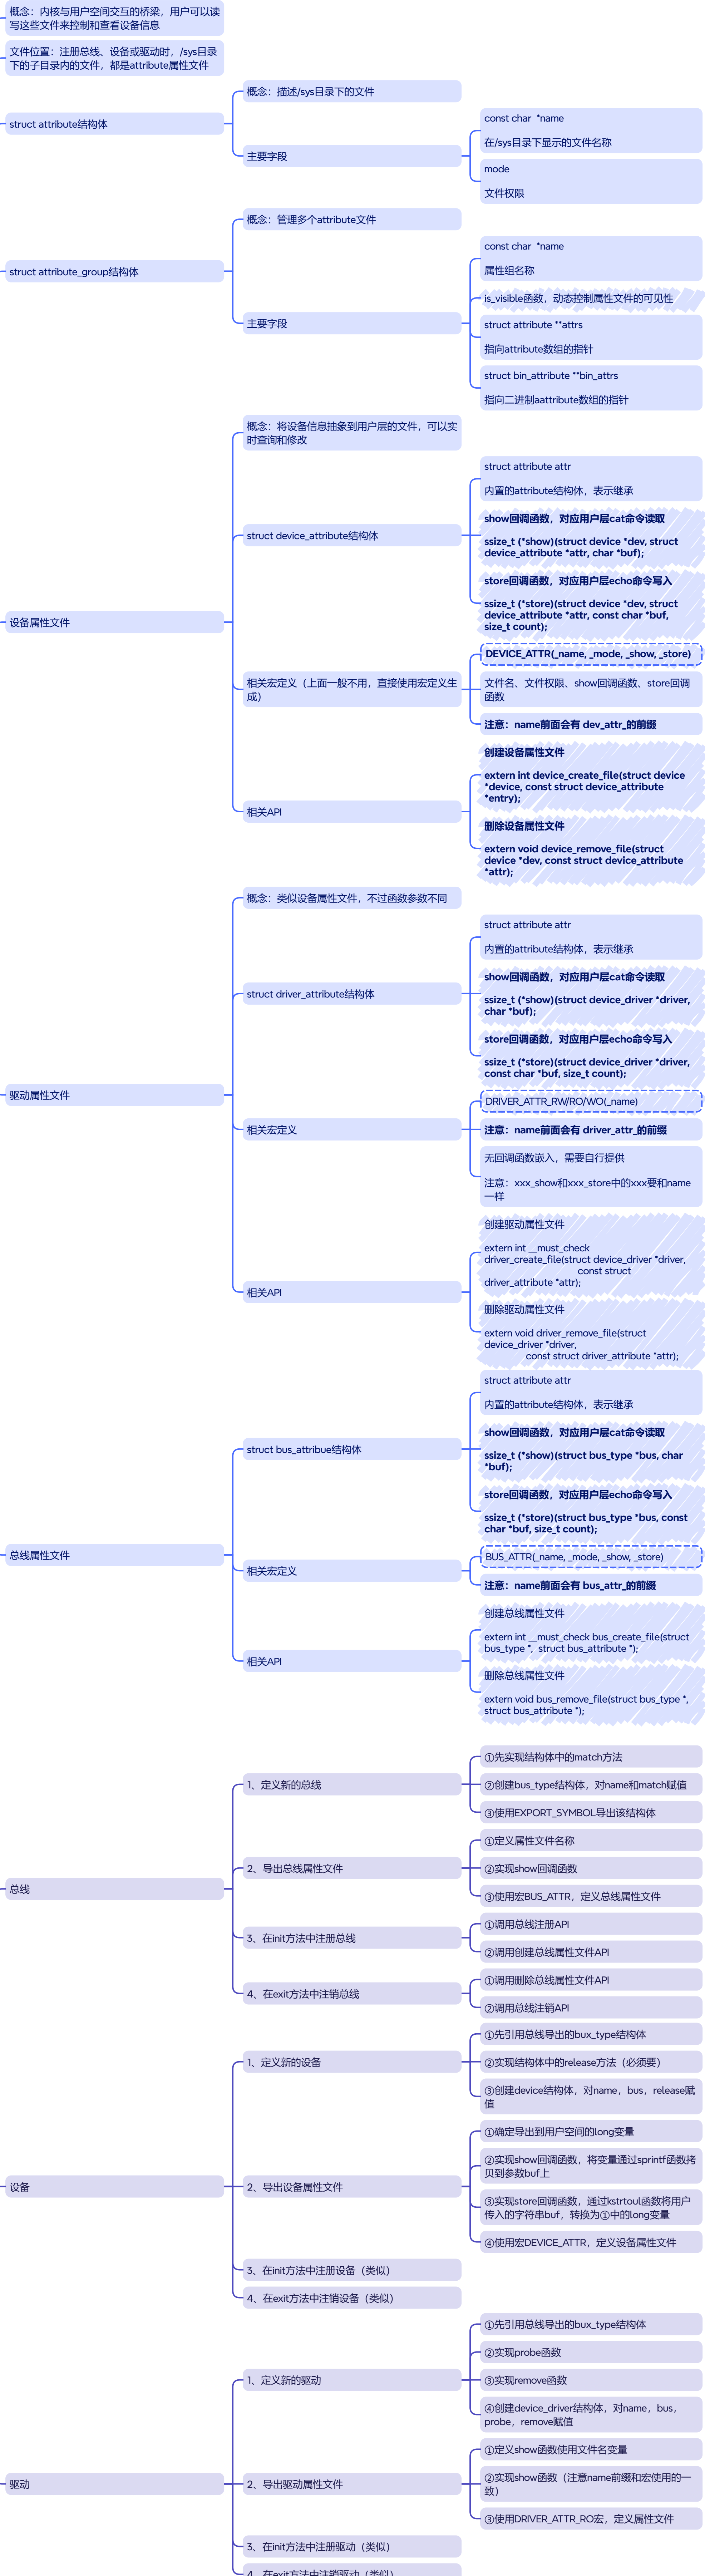 概念：内核与用户空间交互的桥梁，用户可以读
写这些文件来控制和查看设备信息
文件位置：注册总线、设备或驱动时，/sys目录
下的子目录内的文件，都是attribute属性文件
struct attribute结构体
概念：描述/sys目录下的文件
主要字段
const char  *name
在/sys目录下显示的文件名称
mode
文件权限
struct attribute_group结构体
概念：管理多个attribute文件
主要字段
const char  *name
属性组名称
is_visible函数，动态控制属性文件的可见性
struct attribute **attrs
指向attribute数组的指针
struct bin_attribute **bin_attrs
指向二进制aattribute数组的指针
设备属性文件
概念：将设备信息抽象到用户层的文件，可以实
时查询和修改
struct device_attribute结构体
struct attribute attr
内置的attribute结构体，表示继承
show回调函数，对应用户层cat命令读取
ssize_t (*show)(struct device *dev, struct
device_attribute *attr, char *buf);
store回调函数，对应用户层echo命令写入
ssize_t (*store)(struct device *dev, struct
device_attribute *attr, const char *buf,
size_t count);
相关宏定义（上面一般不用，直接使用宏定义生
成）
DEVICE_ATTR(_name, _mode, _show, _store)
文件名、文件权限、show回调函数、store回调
函数
注意：name前面会有 dev_attr_的前缀
相关API
创建设备属性文件
extern int device_create_file(struct device
*device, const struct device_attribute
*entry);
删除设备属性文件
extern void device_remove_file(struct
device *dev, const struct device_attribute
*attr);
驱动属性文件
概念：类似设备属性文件，不过函数参数不同
struct driver_attribute结构体
struct attribute attr
内置的attribute结构体，表示继承
show回调函数，对应用户层cat命令读取
ssize_t (*show)(struct device_driver *driver,
char *buf);
store回调函数，对应用户层echo命令写入
ssize_t (*store)(struct device_driver *driver,
const char *buf, size_t count);
相关宏定义
DRIVER_ATTR_RW/RO/WO(_name)
注意：name前面会有 driver_attr_的前缀
无回调函数嵌入，需要自行提供
注意：xxx_show和xxx_store中的xxx要和name
一样
相关API
创建驱动属性文件
extern int __must_check
driver_create_file(struct device_driver *driver,
const struct
driver_attribute *attr);
删除驱动属性文件
extern void driver_remove_file(struct
device_driver *driver,
const struct driver_attribute *attr);
总线属性文件
struct bus_attribue结构体
struct attribute attr
内置的attribute结构体，表示继承
show回调函数，对应用户层cat命令读取
ssize_t (*show)(struct bus_type *bus, char
*buf);
store回调函数，对应用户层echo命令写入
ssize_t (*store)(struct bus_type *bus, const
char *buf, size_t count);
相关宏定义
BUS_ATTR(_name, _mode, _show, _store)
注意：name前面会有 bus_attr_的前缀
相关API
创建总线属性文件
extern int __must_check bus_create_file(struct
bus_type *,  struct bus_attribute *);
删除总线属性文件
extern void bus_remove_file(struct bus_type *,
struct bus_attribute *);
总线
1、定义新的总线
①先实现结构体中的match方法
②创建bus_type结构体，对name和match赋值
③使用EXPORT_SYMBOL导出该结构体
2、导出总线属性文件
①定义属性文件名称
②实现show回调函数
③使用宏BUS_ATTR，定义总线属性文件
3、在init方法中注册总线
①调用总线注册API
②调用创建总线属性文件API
4、在exit方法中注销总线
①调用删除总线属性文件API
②调用总线注销API
设备
1、定义新的设备
①先引用总线导出的bux_type结构体
②实现结构体中的release方法（必须要）
③创建device结构体，对name，bus，release赋
值
2、导出设备属性文件
①确定导出到用户空间的long变量
②实现show回调函数，将变量通过sprintf函数拷
贝到参数buf上
③实现store回调函数，通过kstrtoul函数将用户
传入的字符串buf，转换为①中的long变量
④使用宏DEVICE_ATTR，定义设备属性文件
3、在init方法中注册设备（类似）
4、在exit方法中注销设备（类似）
驱动
1、定义新的驱动
①先引用总线导出的bux_type结构体
②实现probe函数
③实现remove函数
④创建device_driver结构体，对name，bus，
probe，remove赋值
2、导出驱动属性文件
①定义show函数使用文件名变量
②实现show函数（注意name前缀和宏使用的一
致）
③使用DRIVER_ATTR_RO宏，定义属性文件
3、在init方法中注册驱动（类似）
4、在exit方法中注销驱动（类似）